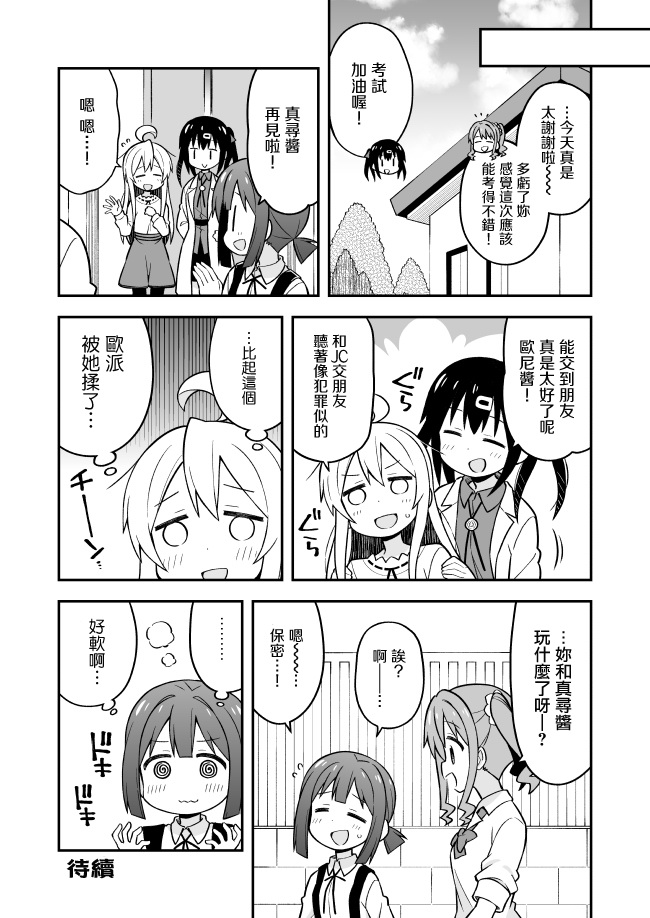 …今天真是
太謝謝啦~~~
多虧了妳
感覺這次應該
能考得不錯！
考試
加油喔！
真尋醬
再見啦！
嗯 嗯…！
能交到朋友
真是太好了呢
歐尼醬！
ぐら
和JC交朋友
聽著像犯罪似的
ぐら
…比起這個
歐派
被她揉了…
チーーン
…妳和真尋醬
玩什麼了呀—？
誒？
啊—…
嗯~~~…
保密…！
………
好軟啊…
ドキ
ドキ
待續